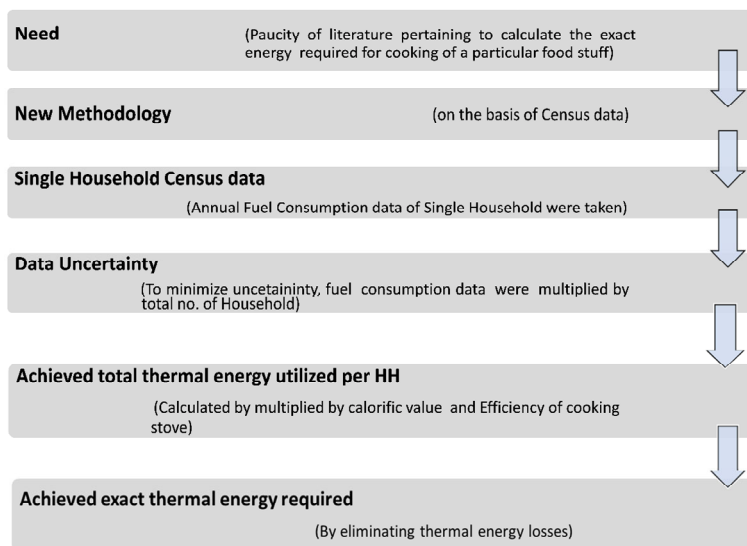 Need
(Paucity of literature pertaining to calculate the exact
energy required for cooking of a particular food stuff)
New Methodology
(on the basis of Census data)
Single Household Census data
(Annual Fuel Consumption data of Single Household were taken)
Data Uncertainty
(To minimize uncetaininty, fuel consumption data were multiplied by
total no. of Household)
Achieved total thermal energy utilized per HH
(Calculated by multiplied by calorific value and Efficiency of cooking
stove)
Achieved exact thermal energy required
(By eliminating thermal energy losses)